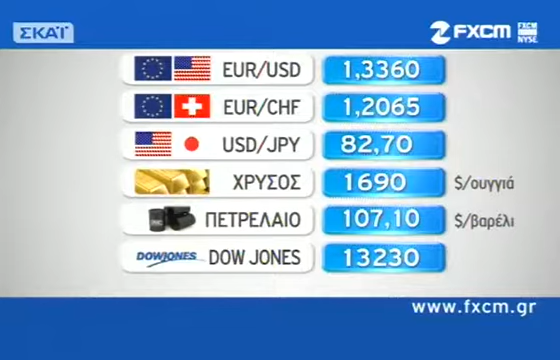 ΣΚΑΪ
FXCM FXCM LISTED NYSE
EUR/USD 1,3360
EUR/CHF 1,2065
USD/JPY 82,70
ΧΡΥΣΟΣ 1690 $/ουγγιά
ΠΕΤΡΕΛΑΙΟ 107,10 $/βαρέλι
DOWJONES DOW JONES 13230
www.fxcm.gr